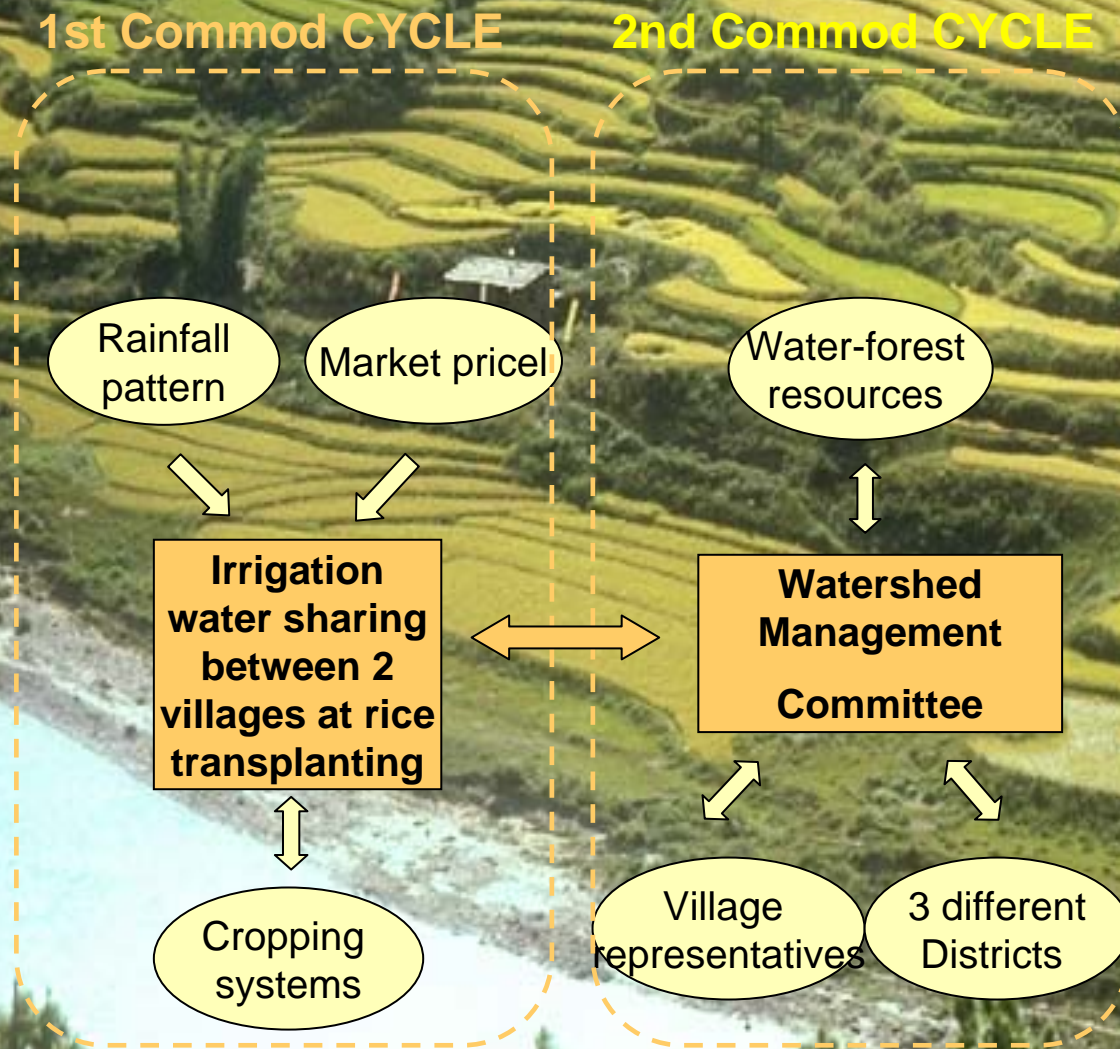 1st Commod CYCLE
2nd Commod CYCLE
Rainfall
pattern
Market pricel
Water-forest
resources
Irrigation
water sharing
between 2
villages at rice
transplanting
Watershed
Management
Committee
Cropping
systems
Village
representatives
3 different
Districts